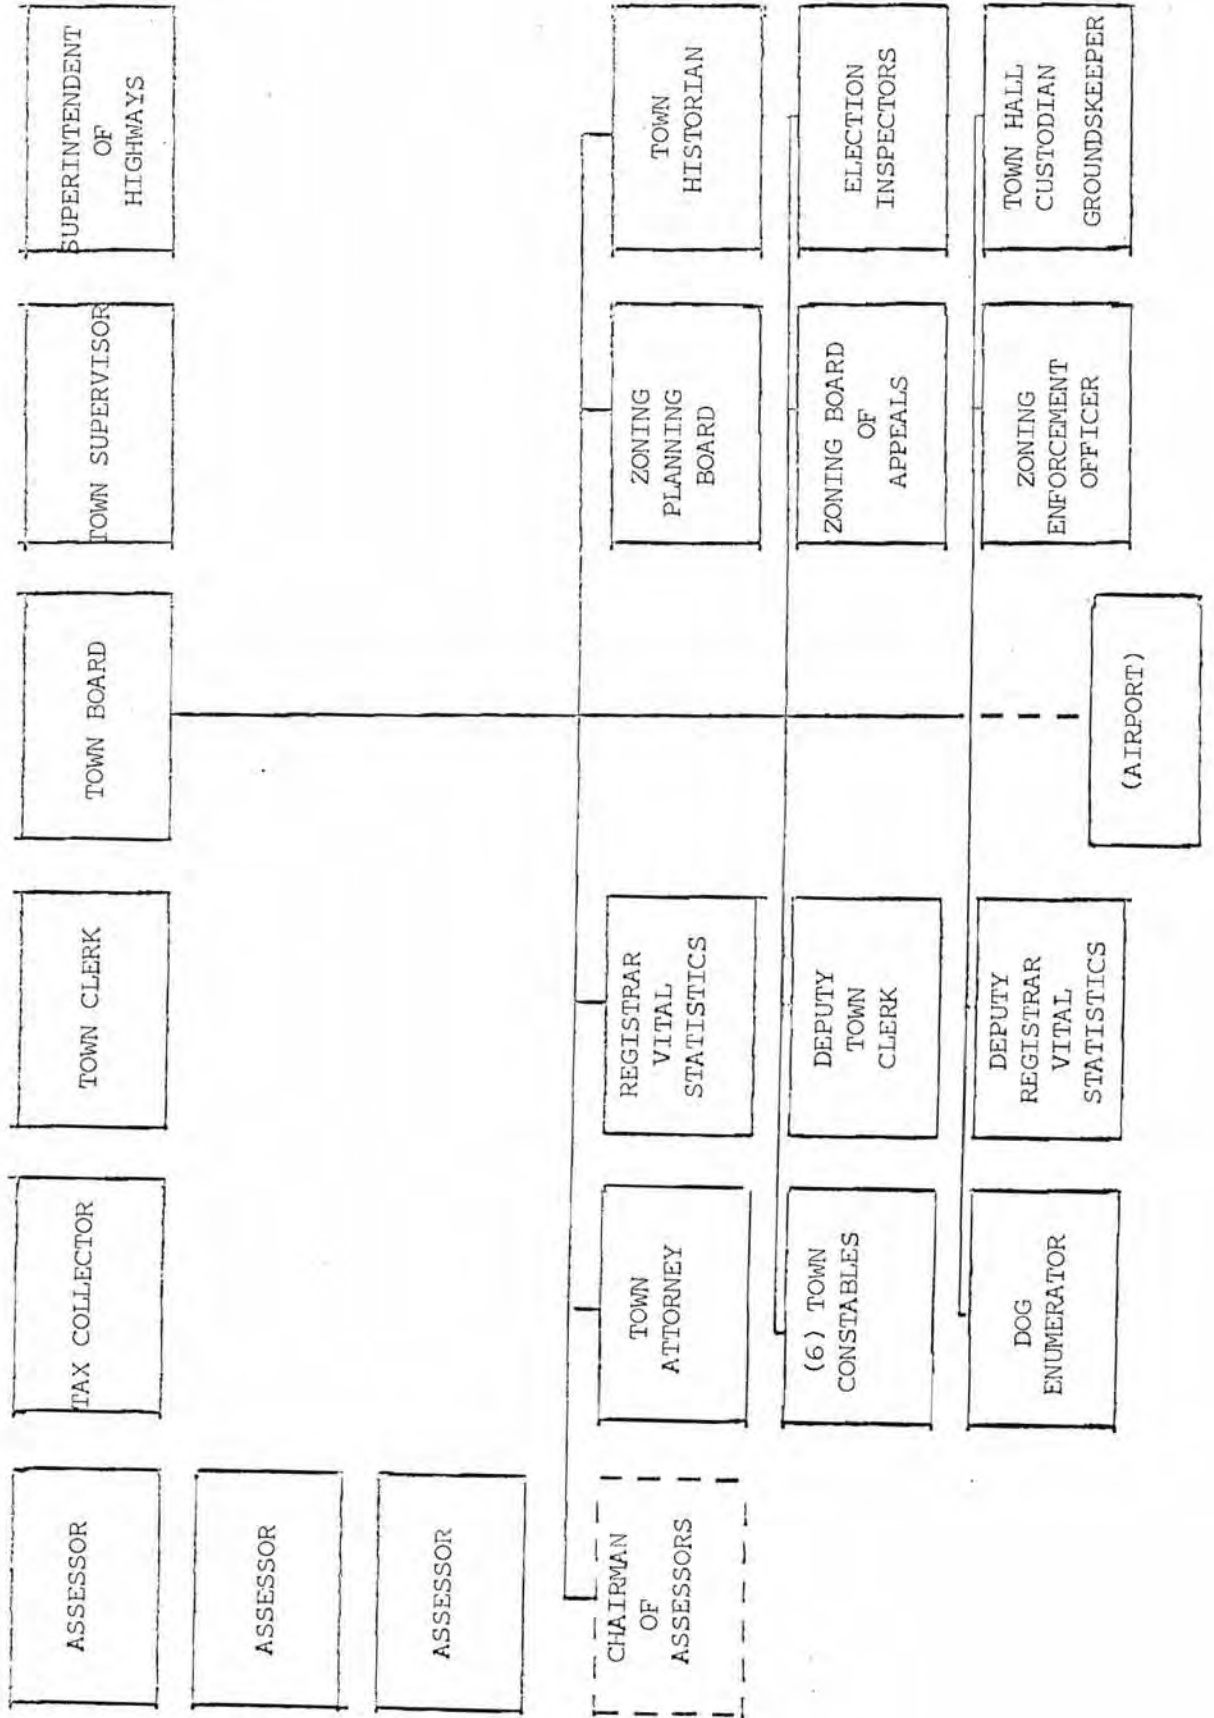 ASSESSOR
TAX COLLECTOR
TOWN CLERK
TOWN BOARD
TOWN SUPERVISOR
SUPERINTENDENT
OF
HIGHWAYS
ASSESSOR
ASSESSOR
CHAIRMAN
OF
ASSESSORS
TOWN
ATTORNEY
REGISTRAR
VITAL
STATISTICS
ZONING
PLANNING
BOARD
TOWN
HISTORIAN
(6) TOWN
CONSTABLES
DEPUTY
TOWN
CLERK
ZONING BOARD
OF
APPEALS
ELECTION
INSPECTORS
DOG
ENUMERATOR
DEPUTY
REGISTRAR
VITAL
STATISTICS
ZONING
ENFORCEMENT
OFFICER
TOWN HALL
CUSTODIAN
GROUNDSKEEPER
(AIRPORT)